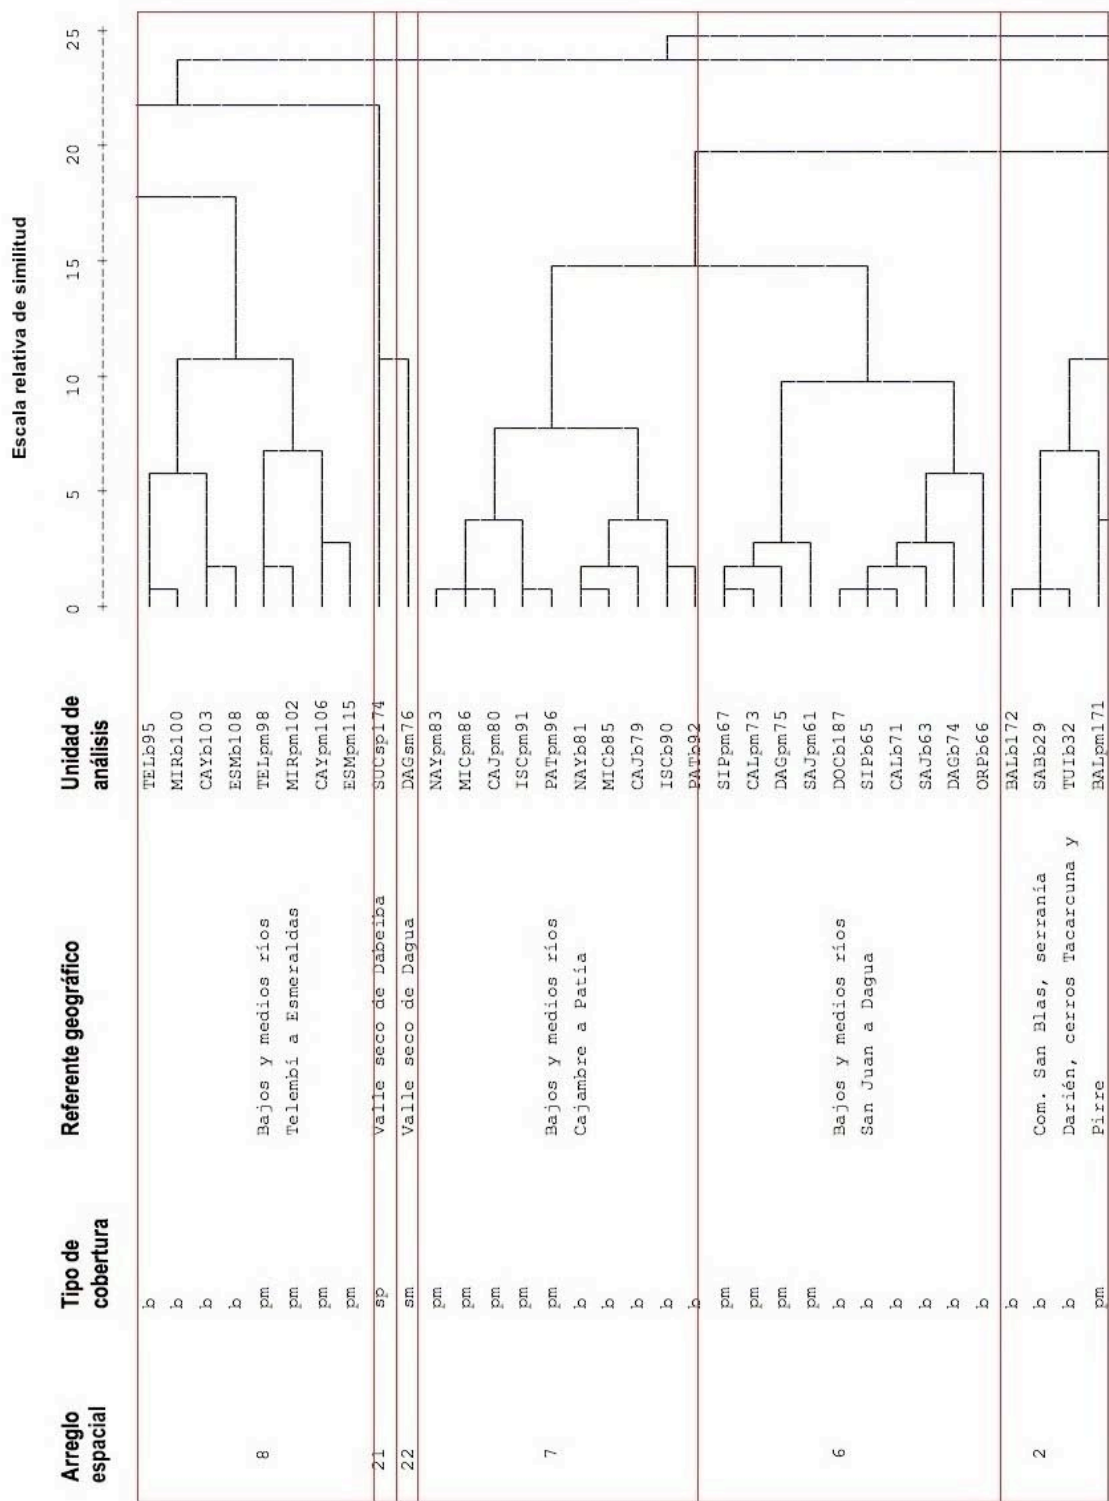 Arreglo espacial Tipo de cobertura Referente geográfico Unidad de análisis Escala relativa de similitud
0 5 10 15 20 25
b TELb95
b MIRb100
b CAYb103
b ESMb108
8 pm Bajos y medios ríos TELpm98
pm Telembí a Esmeraldas MIRpm102
pm CAYpm106
pm ESMpm115
21 sp Valle seco de Dabeiba SUCsp174
22 sm Valle seco de Dagua DAGsm76
pm NAYpm83
pm MICpm86
pm CAJpm80
pm ISCpm91
7 pm Bajos y medios ríos PATpm96
b Cajambre a Patía NAYb81
b MICb85
b CAJb79
b ISCb90
b PATb92
pm SIPpm67
pm CALpm73
pm DAGpm75
pm SAJpm61
6 b Bajos y medios ríos DOCb187
b San Juan a Dagua SIPb65
b CALb71
b SAJb63
b DAGb74
b ORPb66
b BALb172
2 b Com. San Blas, serranía SABb29
b Darién, cerros Tacarcuna y TUIb32
pm Pirre BALpm171